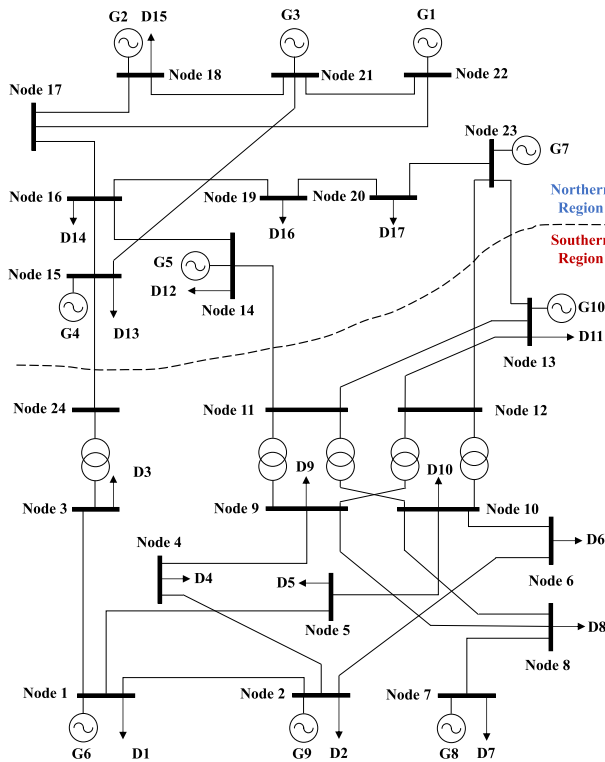 G2
D15
G3
G1
Node 18
Node 21
Node 22
Node 17
Node 23
G7
Node 16
Node 19
Node 20
Northern
Region
D14
D16
D17
Southern
Region
G5
Node 15
D12
Node 14
G4
D13
G10
D11
Node 13
Node 24
Node 11
Node 12
D3
D9
D10
Node 3
Node 9
Node 10
Node 4
D6
D4
D5
Node 6
Node 5
D8
Node 8
Node 1
Node 2
Node 7
G6
D1
G9
D2
G8
D7